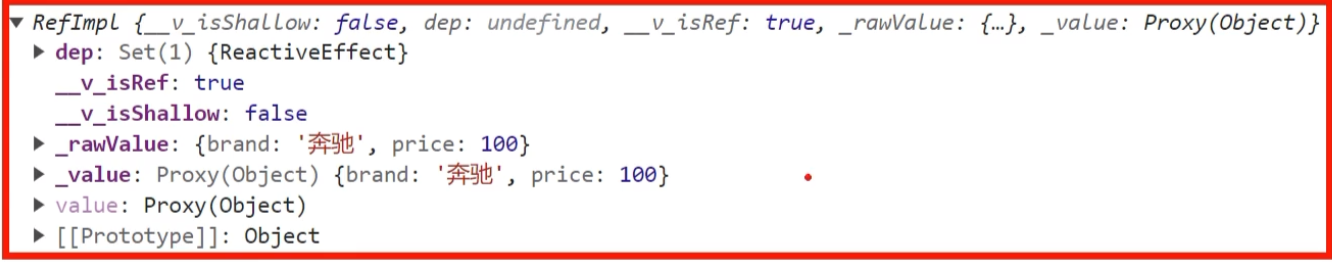 ▼ RefImpl {__v_isShallow: false, dep: undefined, __v_isRef: true, _rawValue: {…}, _value: Proxy(Object)}
▶ dep: Set(1) {ReactiveEffect}
__v_isRef: true
__v_isShallow: false
▶ _rawValue: {brand: '奔驰', price: 100}
▶ _value: Proxy(Object) {brand: '奔驰', price: 100}
▶ value: Proxy(Object)
▶ [[Prototype]]: Object